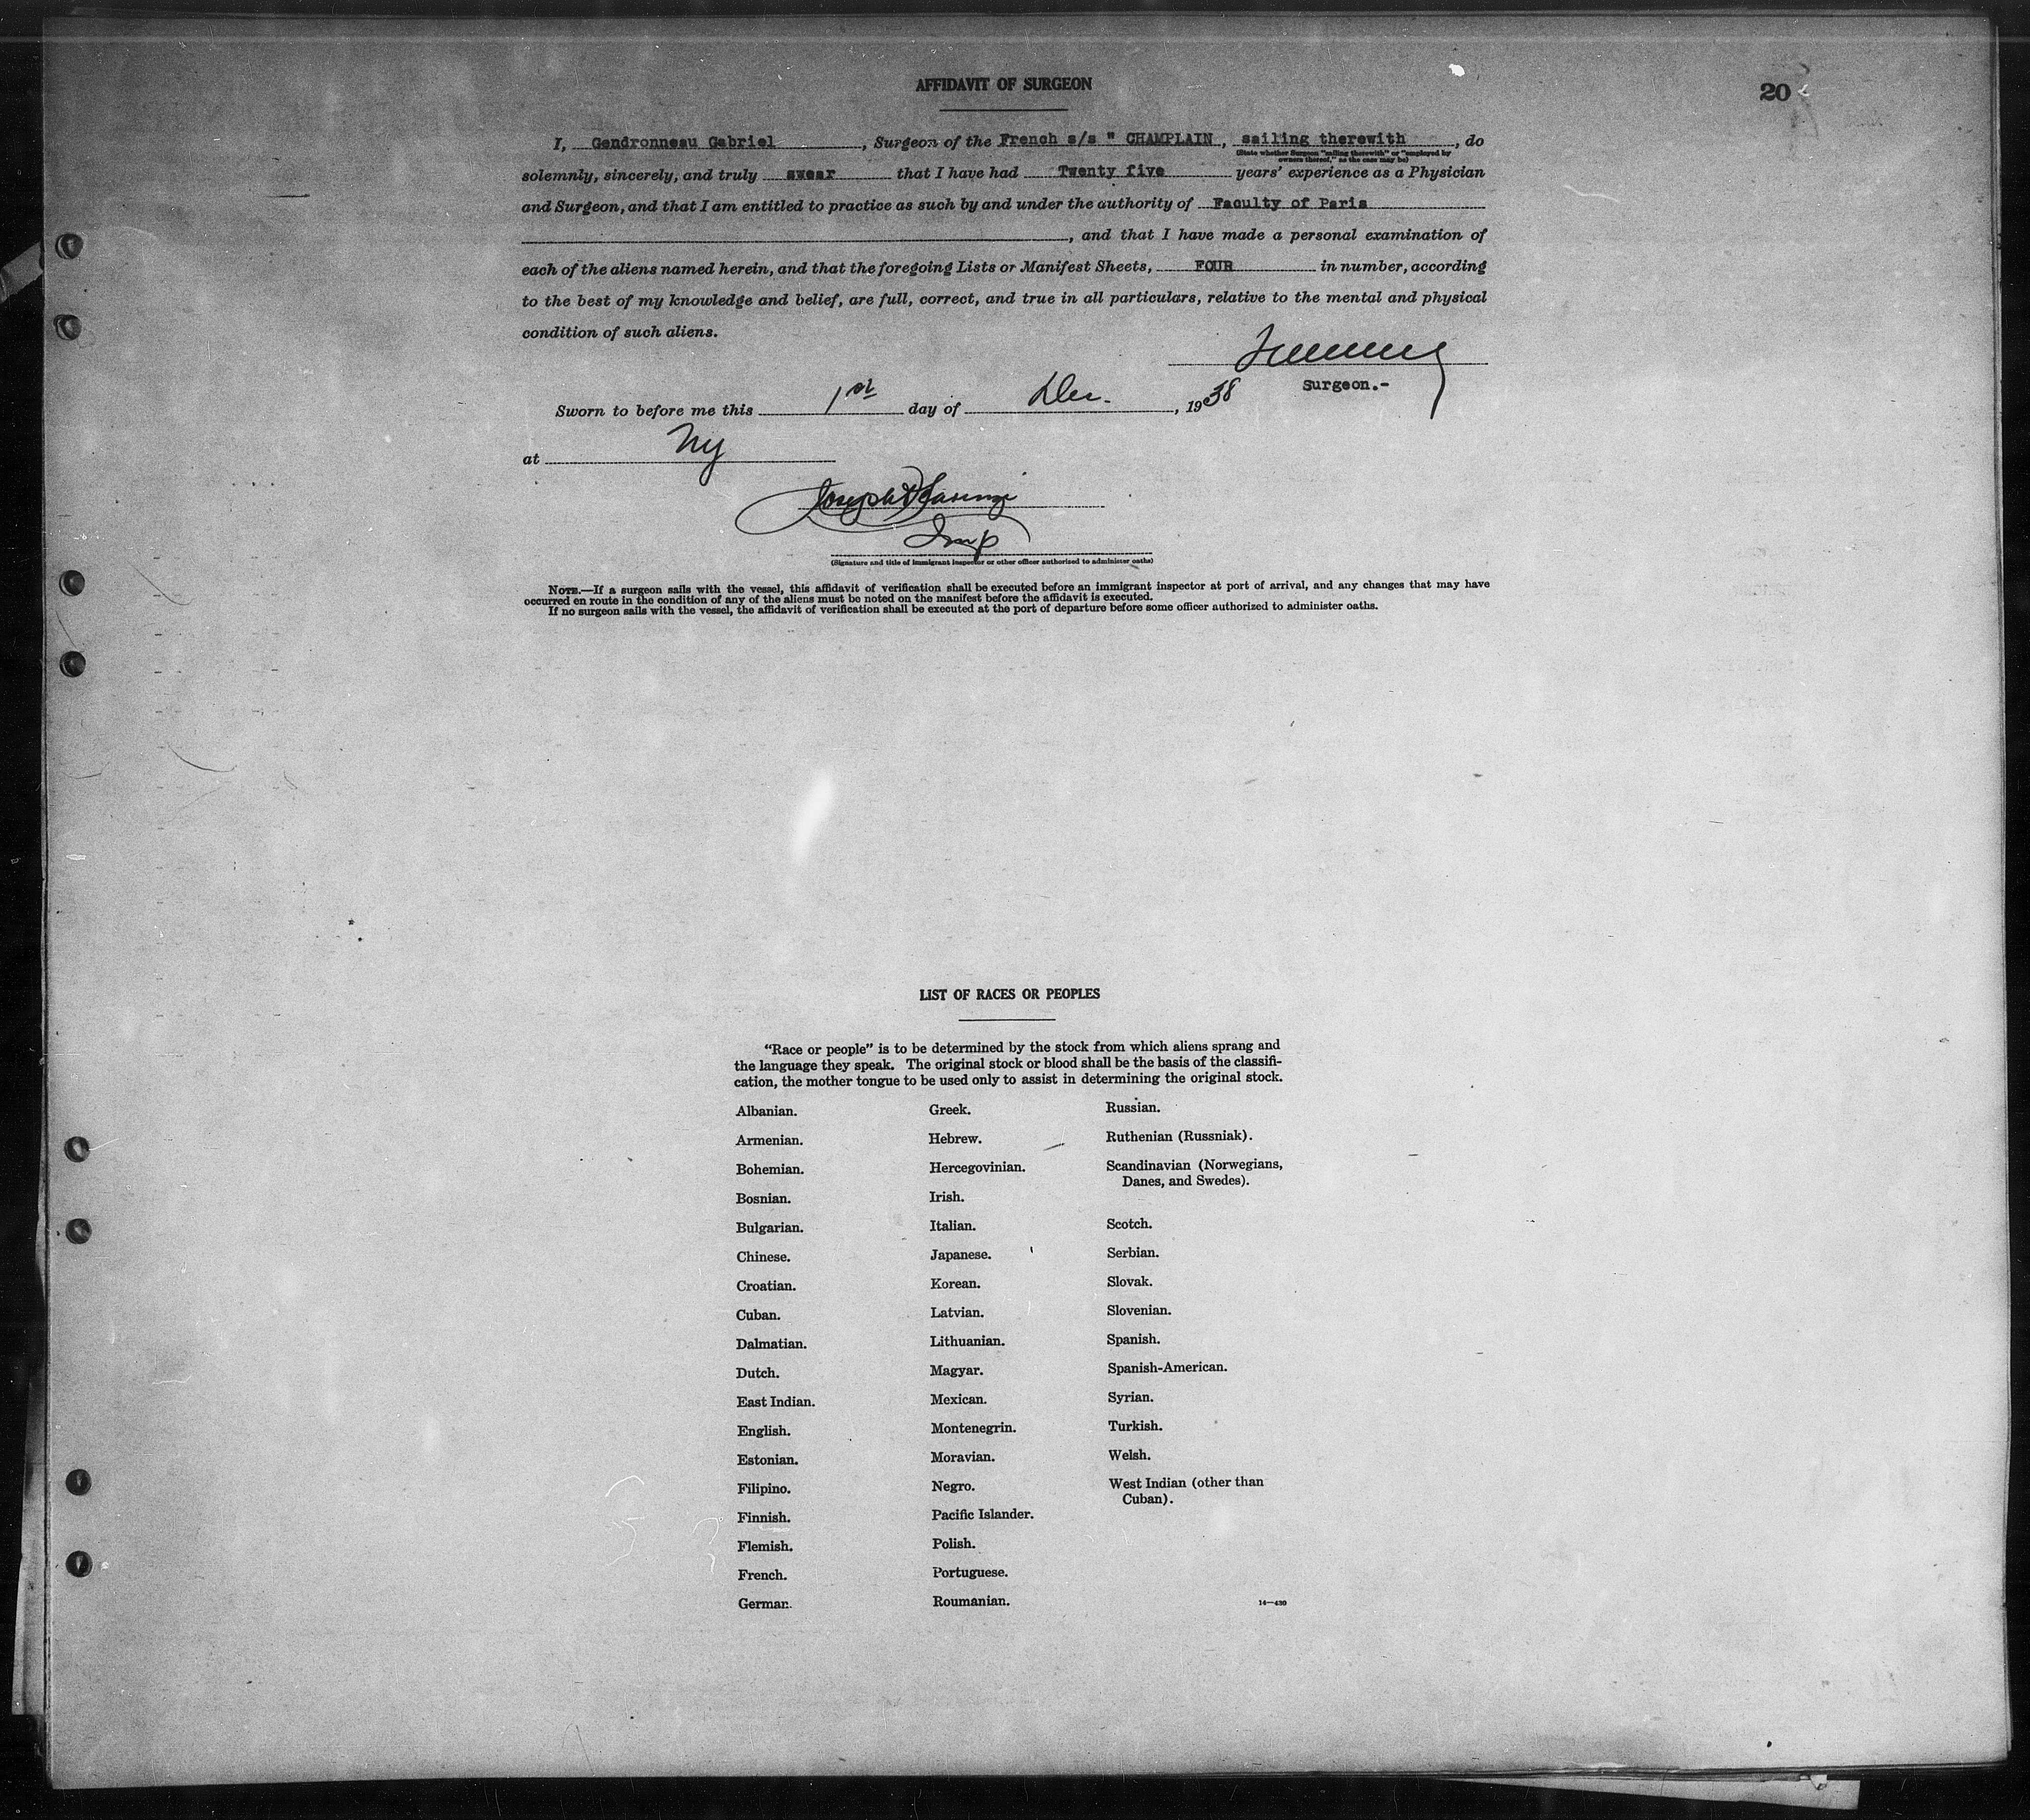 AFFIDAVIT OF SURGEON
20
I, Gendronneau Gabriel, Surgeon of the French s/s " CHAMPLAIN, sailing therewith, do
(State whether Surgeon "sailing therewith" or "employed by
owners thereof," as the case may be)
solemnly, sincerely, and truly swear that I have had Twenty five years' experience as a Physician
and Surgeon, and that I am entitled to practice as such by and under the authority of Faculty of Paris
, and that I have made a personal examination of
each of the aliens named herein, and that the foregoing Lists or Manifest Sheets, FOUR in number, according
to the best of my knowledge and belief, are full, correct, and true in all particulars, relative to the mental and physical
condition of such aliens.
Surgeon.-
Sworn to before me this 1st day of Dec., 1938
at NY
Joseph
Insp
(Signature and title of immigrant inspector or other officer authorized to administer oaths)
NOTE.—If a surgeon sails with the vessel, this affidavit of verification shall be executed before an immigrant inspector at port of arrival, and any changes that may have
occurred en route in the condition of any of the aliens must be noted on the manifest before the affidavit is executed.
If no surgeon sails with the vessel, the affidavit of verification shall be executed at the port of departure before some officer authorized to administer oaths.
LIST OF RACES OR PEOPLES
"Race or people" is to be determined by the stock from which aliens sprang and
the language they speak. The original stock or blood shall be the basis of the classifi-
cation, the mother tongue to be used only to assist in determining the original stock.
Albanian.
Armenian.
Bohemian.
Bosnian.
Bulgarian.
Chinese.
Croatian.
Cuban.
Dalmatian.
Dutch.
East Indian.
English.
Estonian.
Filipino.
Finnish.
Flemish.
French.
German.
Greek.
Hebrew.
Hercegovinian.
Irish.
Italian.
Japanese.
Korean.
Latvian.
Lithuanian.
Magyar.
Mexican.
Montenegrin.
Moravian.
Negro.
Pacific Islander.
Polish.
Portuguese.
Roumanian.
Russian.
Ruthenian (Russniak).
Scandinavian (Norwegians,
Danes, and Swedes).
Scotch.
Serbian.
Slovak.
Slovenian.
Spanish.
Spanish-American.
Syrian.
Turkish.
Welsh.
West Indian (other than
Cuban).
14—430